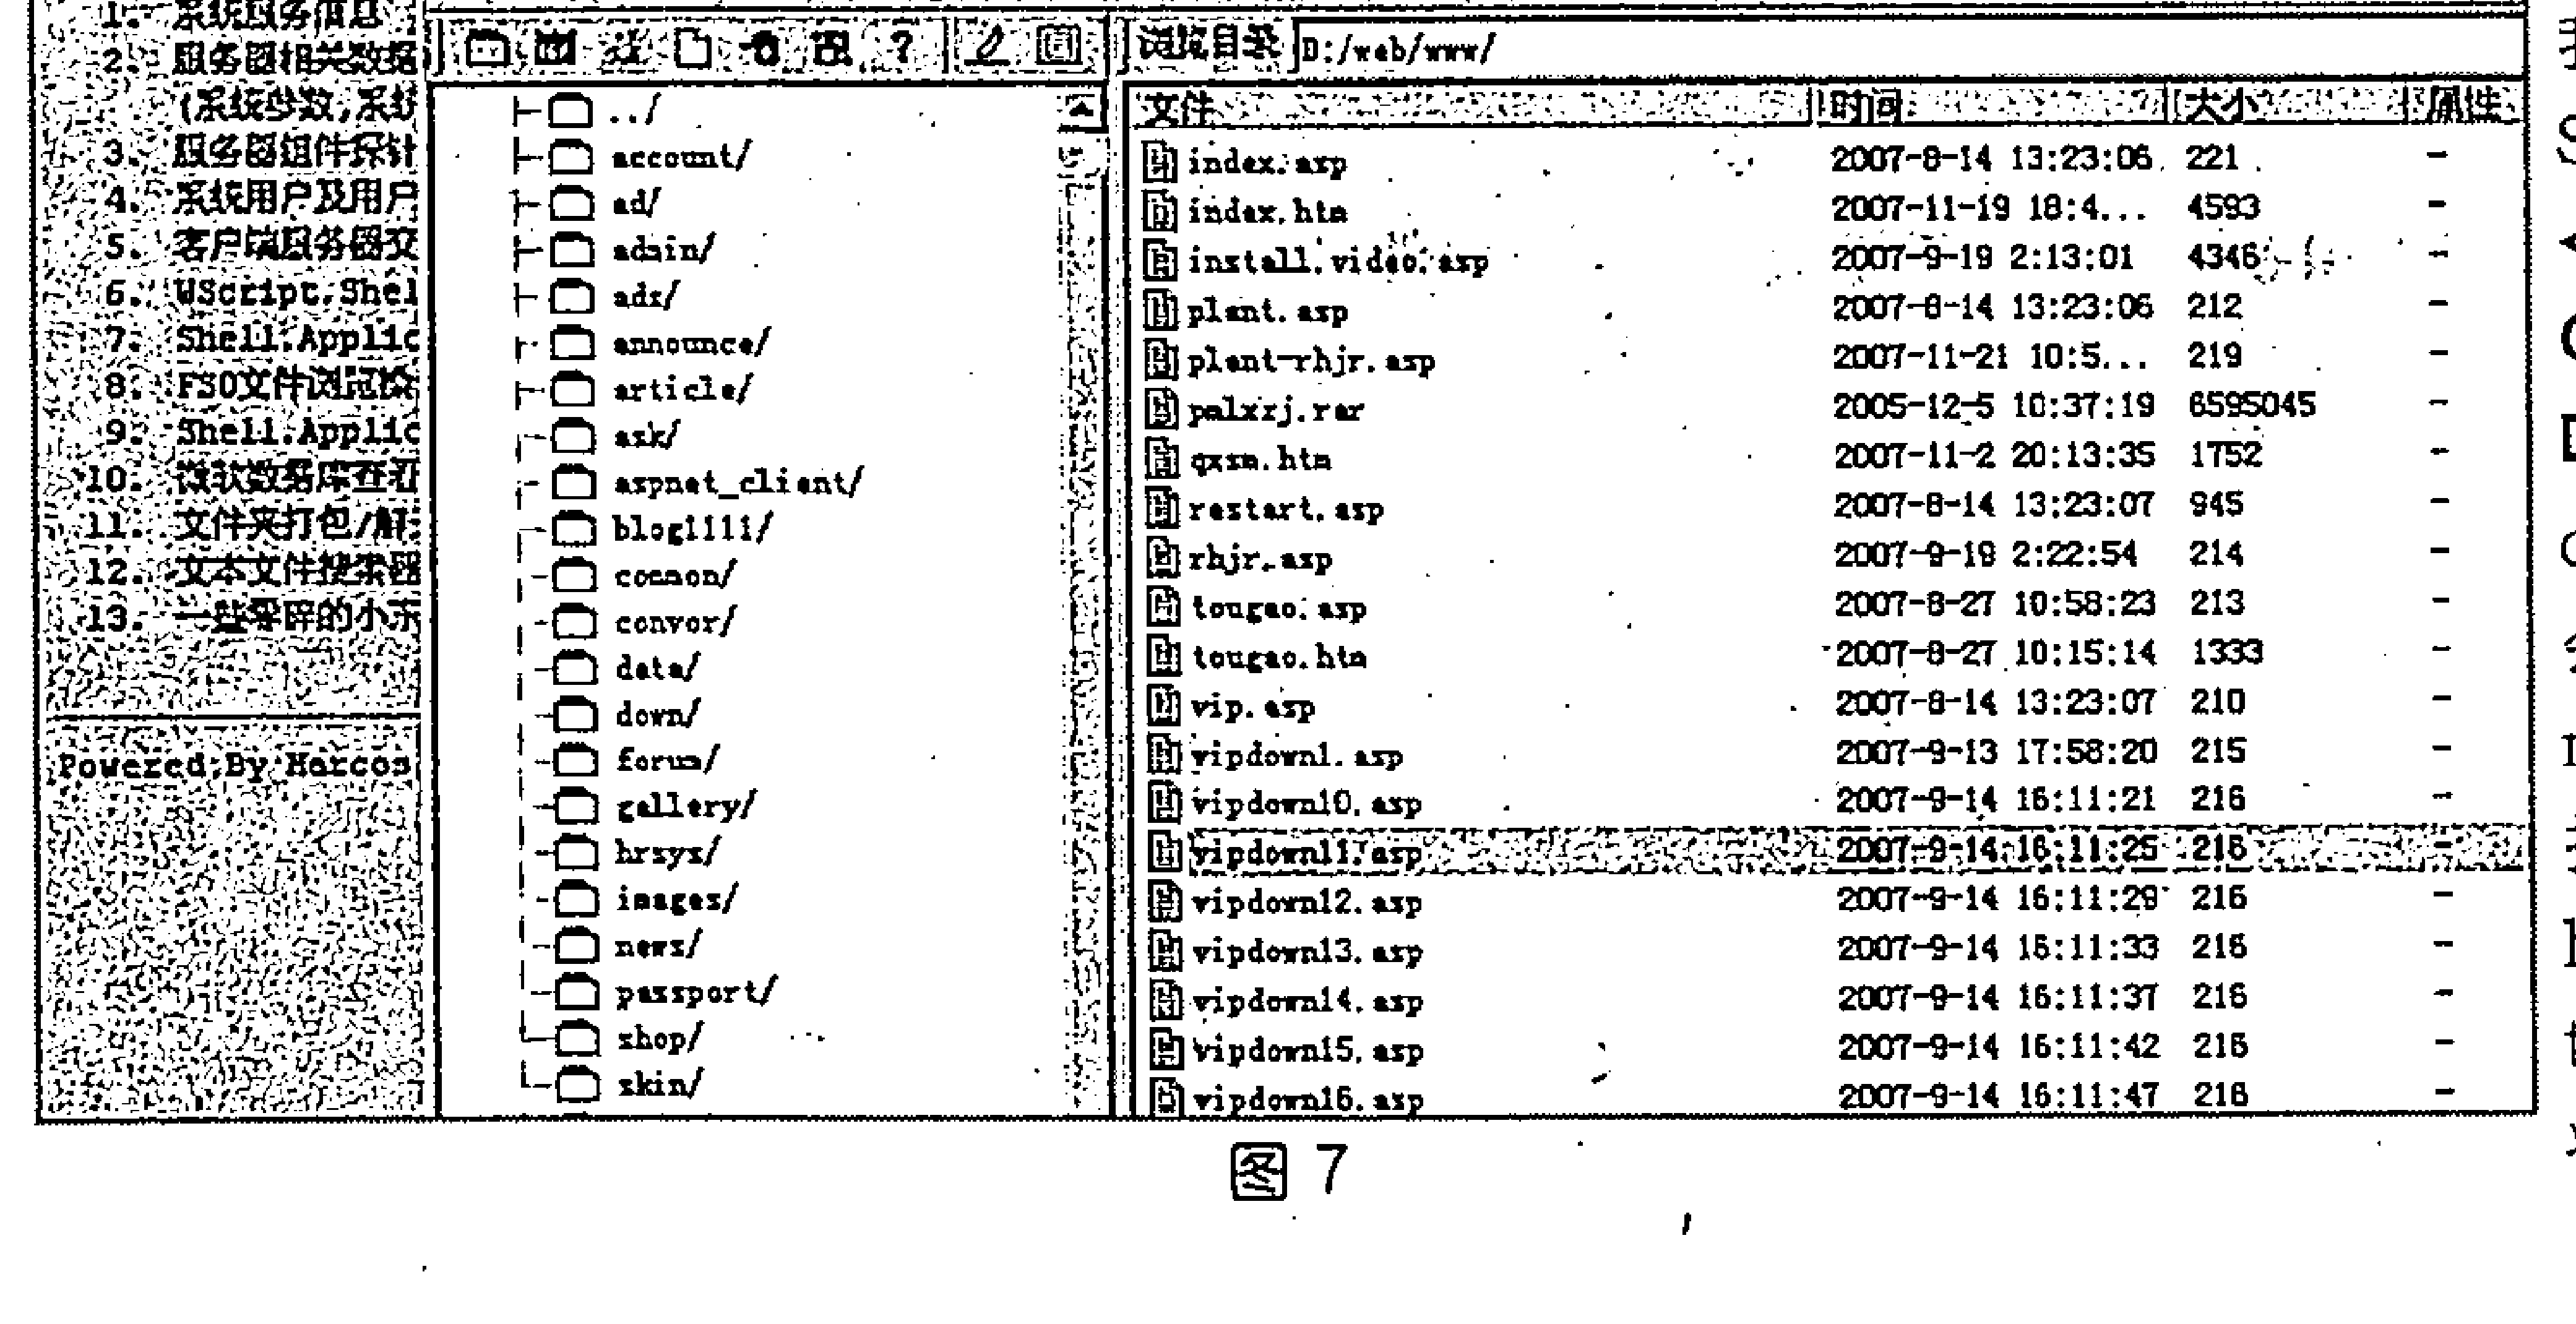 1. 系统服务信息
2. 服务器相关数据
(系统参数,系统
3. 服务器组件探针
4. 系统用户及用户
5. 客户端服务器交
6. WScript.Shel
7. Shell.Applic
8. FSO文件浏览
9. Shell.Applic
10. 微软数据库查看
11. 文件夹打包/解
12. 文本文件搜索器
13. 一些零碎的小东
Powered By Marcos
../
account/
ad/
admin/
ads/
announce/
article/
ask/
aspnet_client/
blog1111/
common/
convor/
data/
down/
forum/
gallery/
hrsys/
images/
news/
passport/
shop/
skin/
浏览目录 D:/web/www/
文件 时间 大小 属性
index.asp 2007-8-14 13:23:06 221 -
index.htm 2007-11-19 18:4... 4593 -
install.video.asp 2007-9-19 2:13:01 4346 -
plant.asp 2007-8-14 13:23:06 212 -
plant-rhjr.asp 2007-11-21 10:5... 219 -
palxzj.rar 2005-12-5 10:37:19 6595045 -
qxsm.htm 2007-11-2 20:13:35 1752 -
restart.asp 2007-8-14 13:23:07 945 -
rhjr.asp 2007-9-19 2:22:54 214 -
tougao.asp 2007-8-27 10:58:23 213 -
tougao.htm 2007-8-27 10:15:14 1333 -
vip.asp 2007-8-14 13:23:07 210 -
vipdown1.asp 2007-9-13 17:58:20 215 -
vipdown10.asp 2007-9-14 16:11:21 216 -
vipdown11.asp 2007-9-14 16:11:25 216 -
vipdown12.asp 2007-9-14 16:11:29 216 -
vipdown13.asp 2007-9-14 16:11:33 216 -
vipdown14.asp 2007-9-14 16:11:37 216 -
vipdown15.asp 2007-9-14 16:11:42 216 -
vipdown16.asp 2007-9-14 16:11:47 216 -
图 7